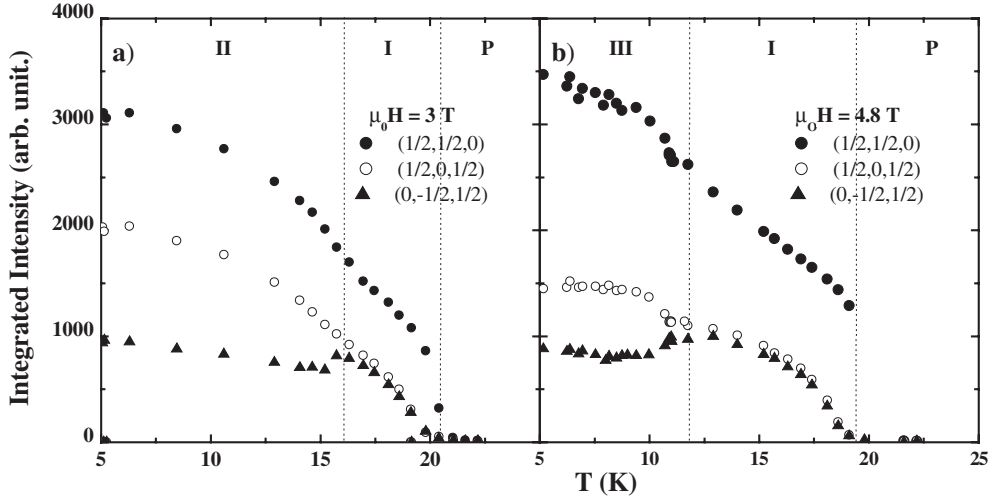 4000
3000
2000
1000
0
Integrated Intensity (arb. unit.)
a)
II
I
P
μ₀H = 3 T
(1/2,1/2,0)
(1/2,0,1/2)
(0,-1/2,1/2)
5
10
15
20
b)
III
I
P
μ_OH = 4.8 T
(1/2,1/2,0)
(1/2,0,1/2)
(0,-1/2,1/2)
5
10
15
20
25
T (K)